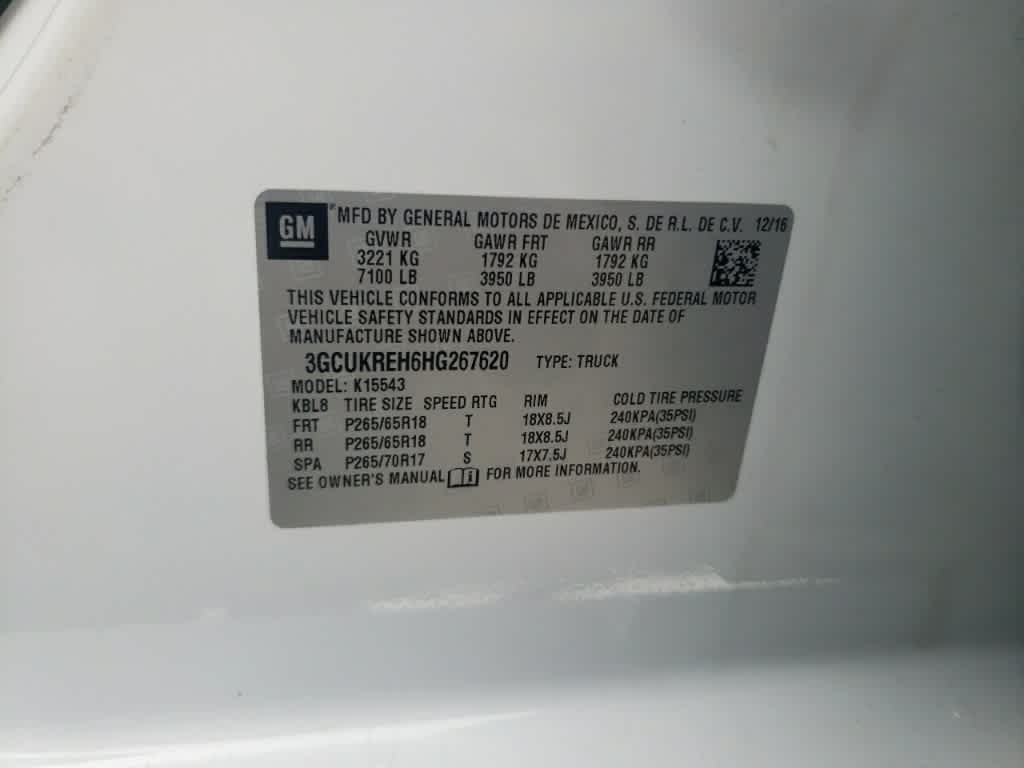 GM
MFD BY GENERAL MOTORS DE MEXICO, S. DE R.L. DE C.V. 12/16
GVWR GAWR FRT GAWR RR
3221 KG 1792 KG 1792 KG
7100 LB 3950 LB 3950 LB
THIS VEHICLE CONFORMS TO ALL APPLICABLE U.S. FEDERAL MOTOR
VEHICLE SAFETY STANDARDS IN EFFECT ON THE DATE OF
MANUFACTURE SHOWN ABOVE.
3GCUKREH6HG267620 TYPE: TRUCK
MODEL: K15543
KBL8 TIRE SIZE SPEED RTG RIM COLD TIRE PRESSURE
FRT P265/65R18 T 18X8.5J 240KPA(35PSI)
RR P265/65R18 T 18X8.5J 240KPA(35PSI)
SPA P265/70R17 S 17X7.5J 240KPA(35PSI)
SEE OWNER'S MANUAL FOR MORE INFORMATION.